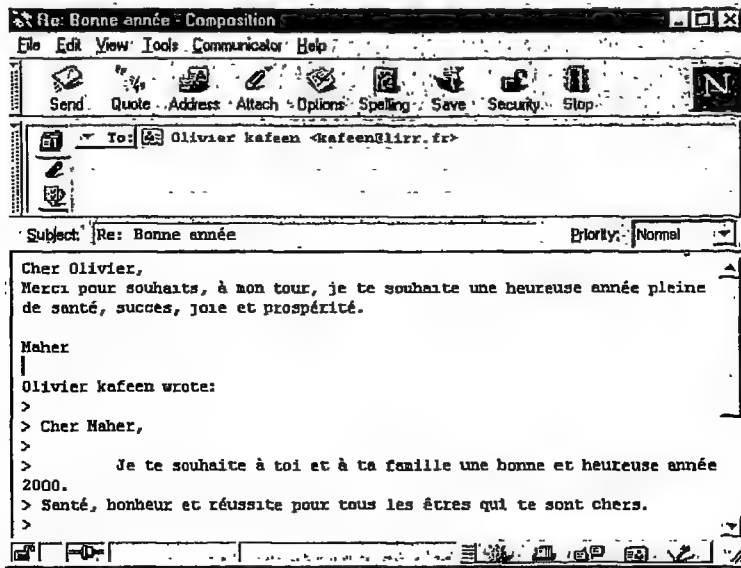 Re: Bonne année - Composition
File Edit View Tools Communicator Help
Send Quote Address Attach Options Spelling Save Security Stop
N
To: Olivier kafeen <kafeen@lirr.fr>
Subject: Re: Bonne année Priority: Normal
Cher Olivier,
Merci pour souhaits, à mon tour, je te souhaite une heureuse année pleine
de santé, succes, joie et prospérité.
Maher
Olivier kafeen wrote:
>
> Cher Maher,
>
> Je te souhaite à toi et à ta famille une bonne et heureuse année
2000.
> Santé, bonheur et réussite pour tous les êtres qui te sont chers.
>